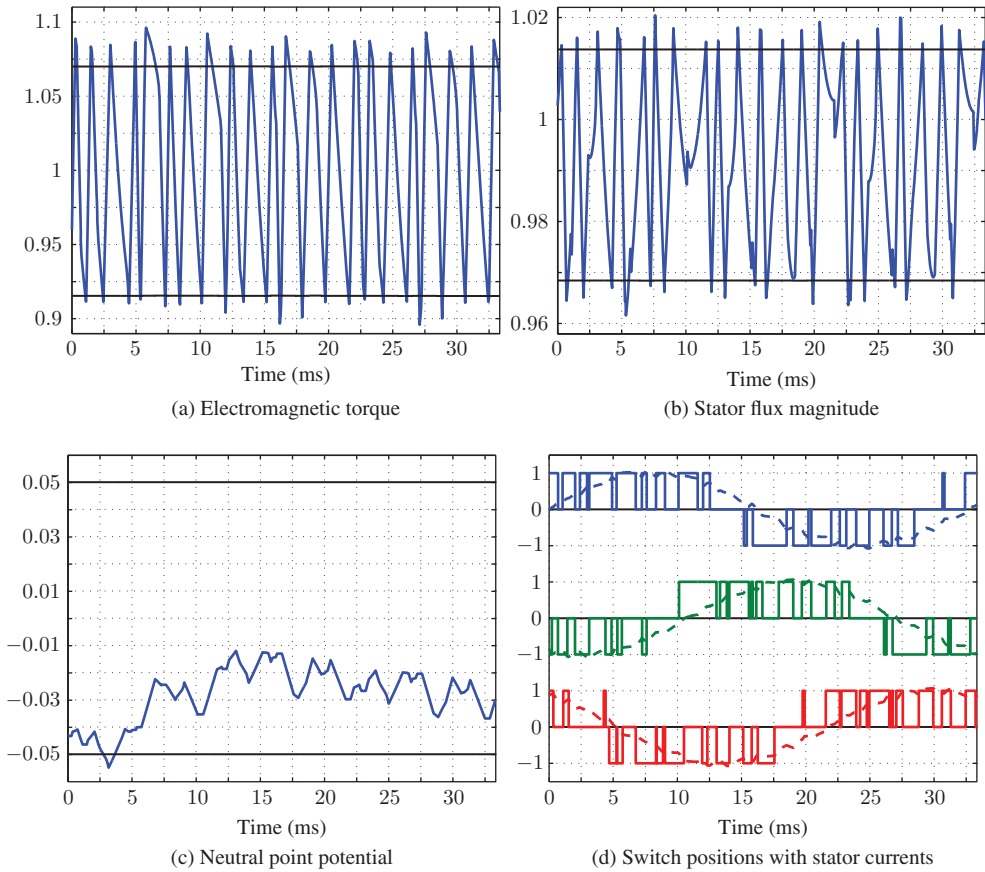 1.1
1.05
1
0.95
0.9
0 5 10 15 20 25 30
Time (ms)
(a) Electromagnetic torque
1.02
1
0.98
0.96
0 5 10 15 20 25 30
Time (ms)
(b) Stator flux magnitude
0.05
0.03
0.01
−0.01
−0.03
−0.05
0 5 10 15 20 25 30
Time (ms)
(c) Neutral point potential
1
0
−1
1
0
−1
1
0
−1
0 5 10 15 20 25 30
Time (ms)
(d) Switch positions with stator currents